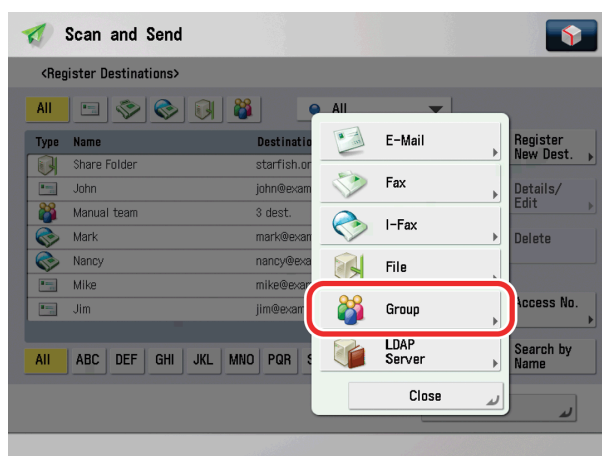 Scan and Send
<Register Destinations>
All
All
Type Name Destinatio
Register
New Dest.
Share Folder starfish.or
John john@exam
Details/
Edit
Manual team 3 dest.
Mark mark@exam
Delete
Nancy nancy@exa
Mike mike@exam
Jim jim@exam
Access No.
All ABC DEF GHI JKL MNO PQR S
Search by
Name
E-Mail
Fax
I-Fax
File
Group
LDAP
Server
Close